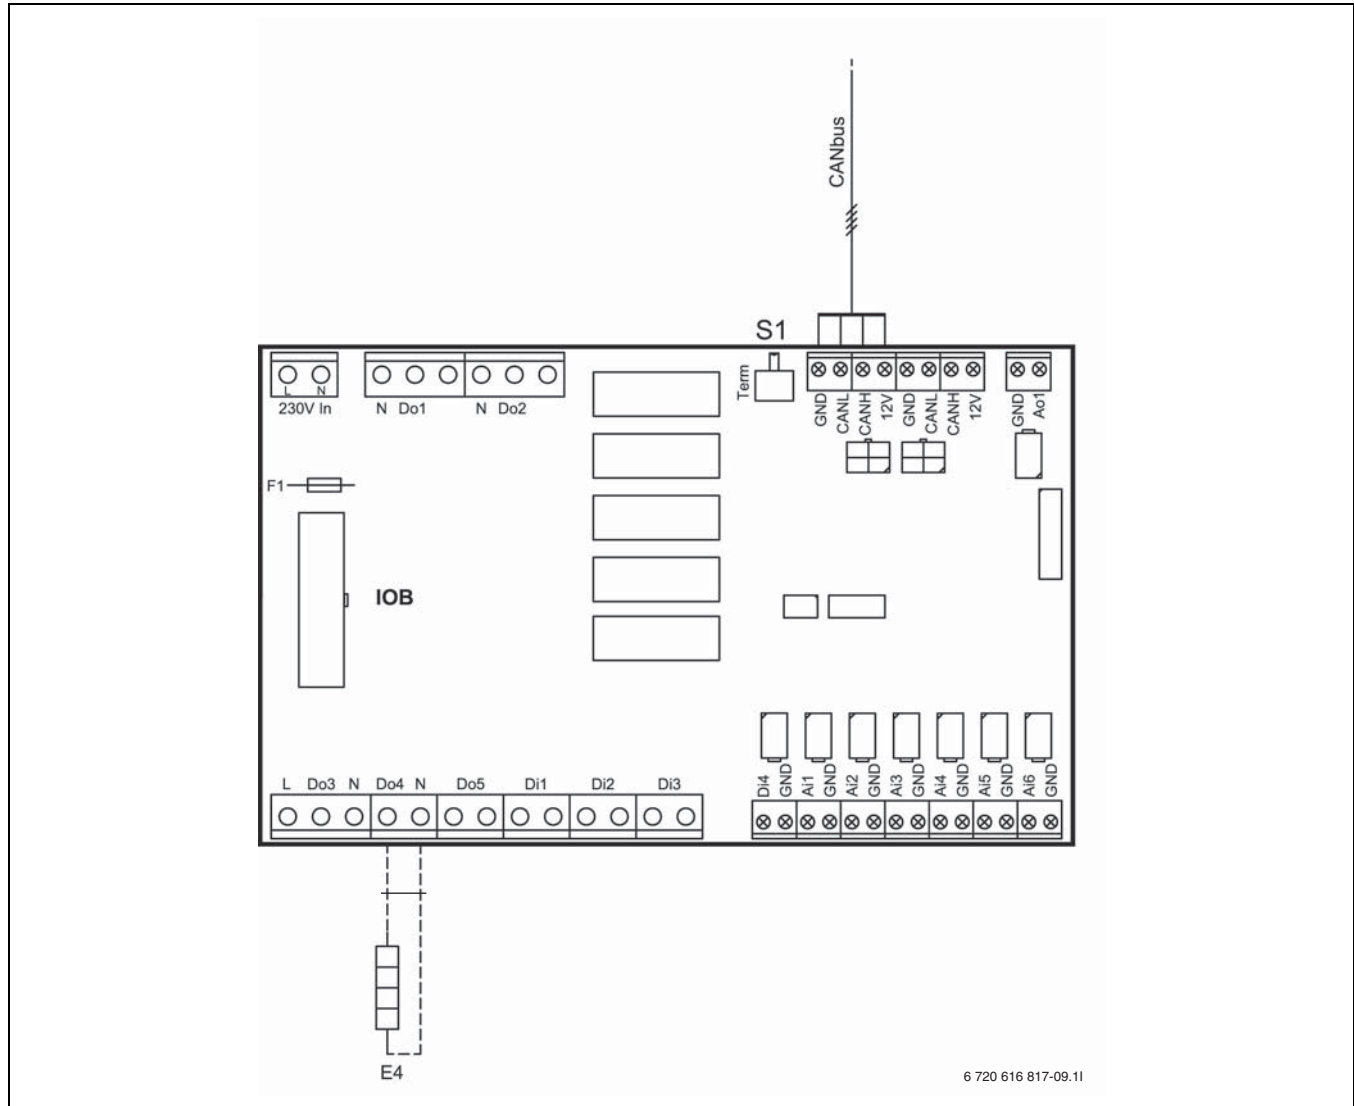 CANbus
S1
Term
GND CANL CANH 12V GND CANL CANH 12V
GND Ao1
L N
230V In
N Do1 N Do2
F1
IOB
L Do3 N Do4 N Do5 Di1 Di2 Di3
Di4 GND Ai1 GND Ai2 GND Ai3 GND Ai4 GND Ai5 GND Ai6 GND
E4
6 720 616 817-09.1I